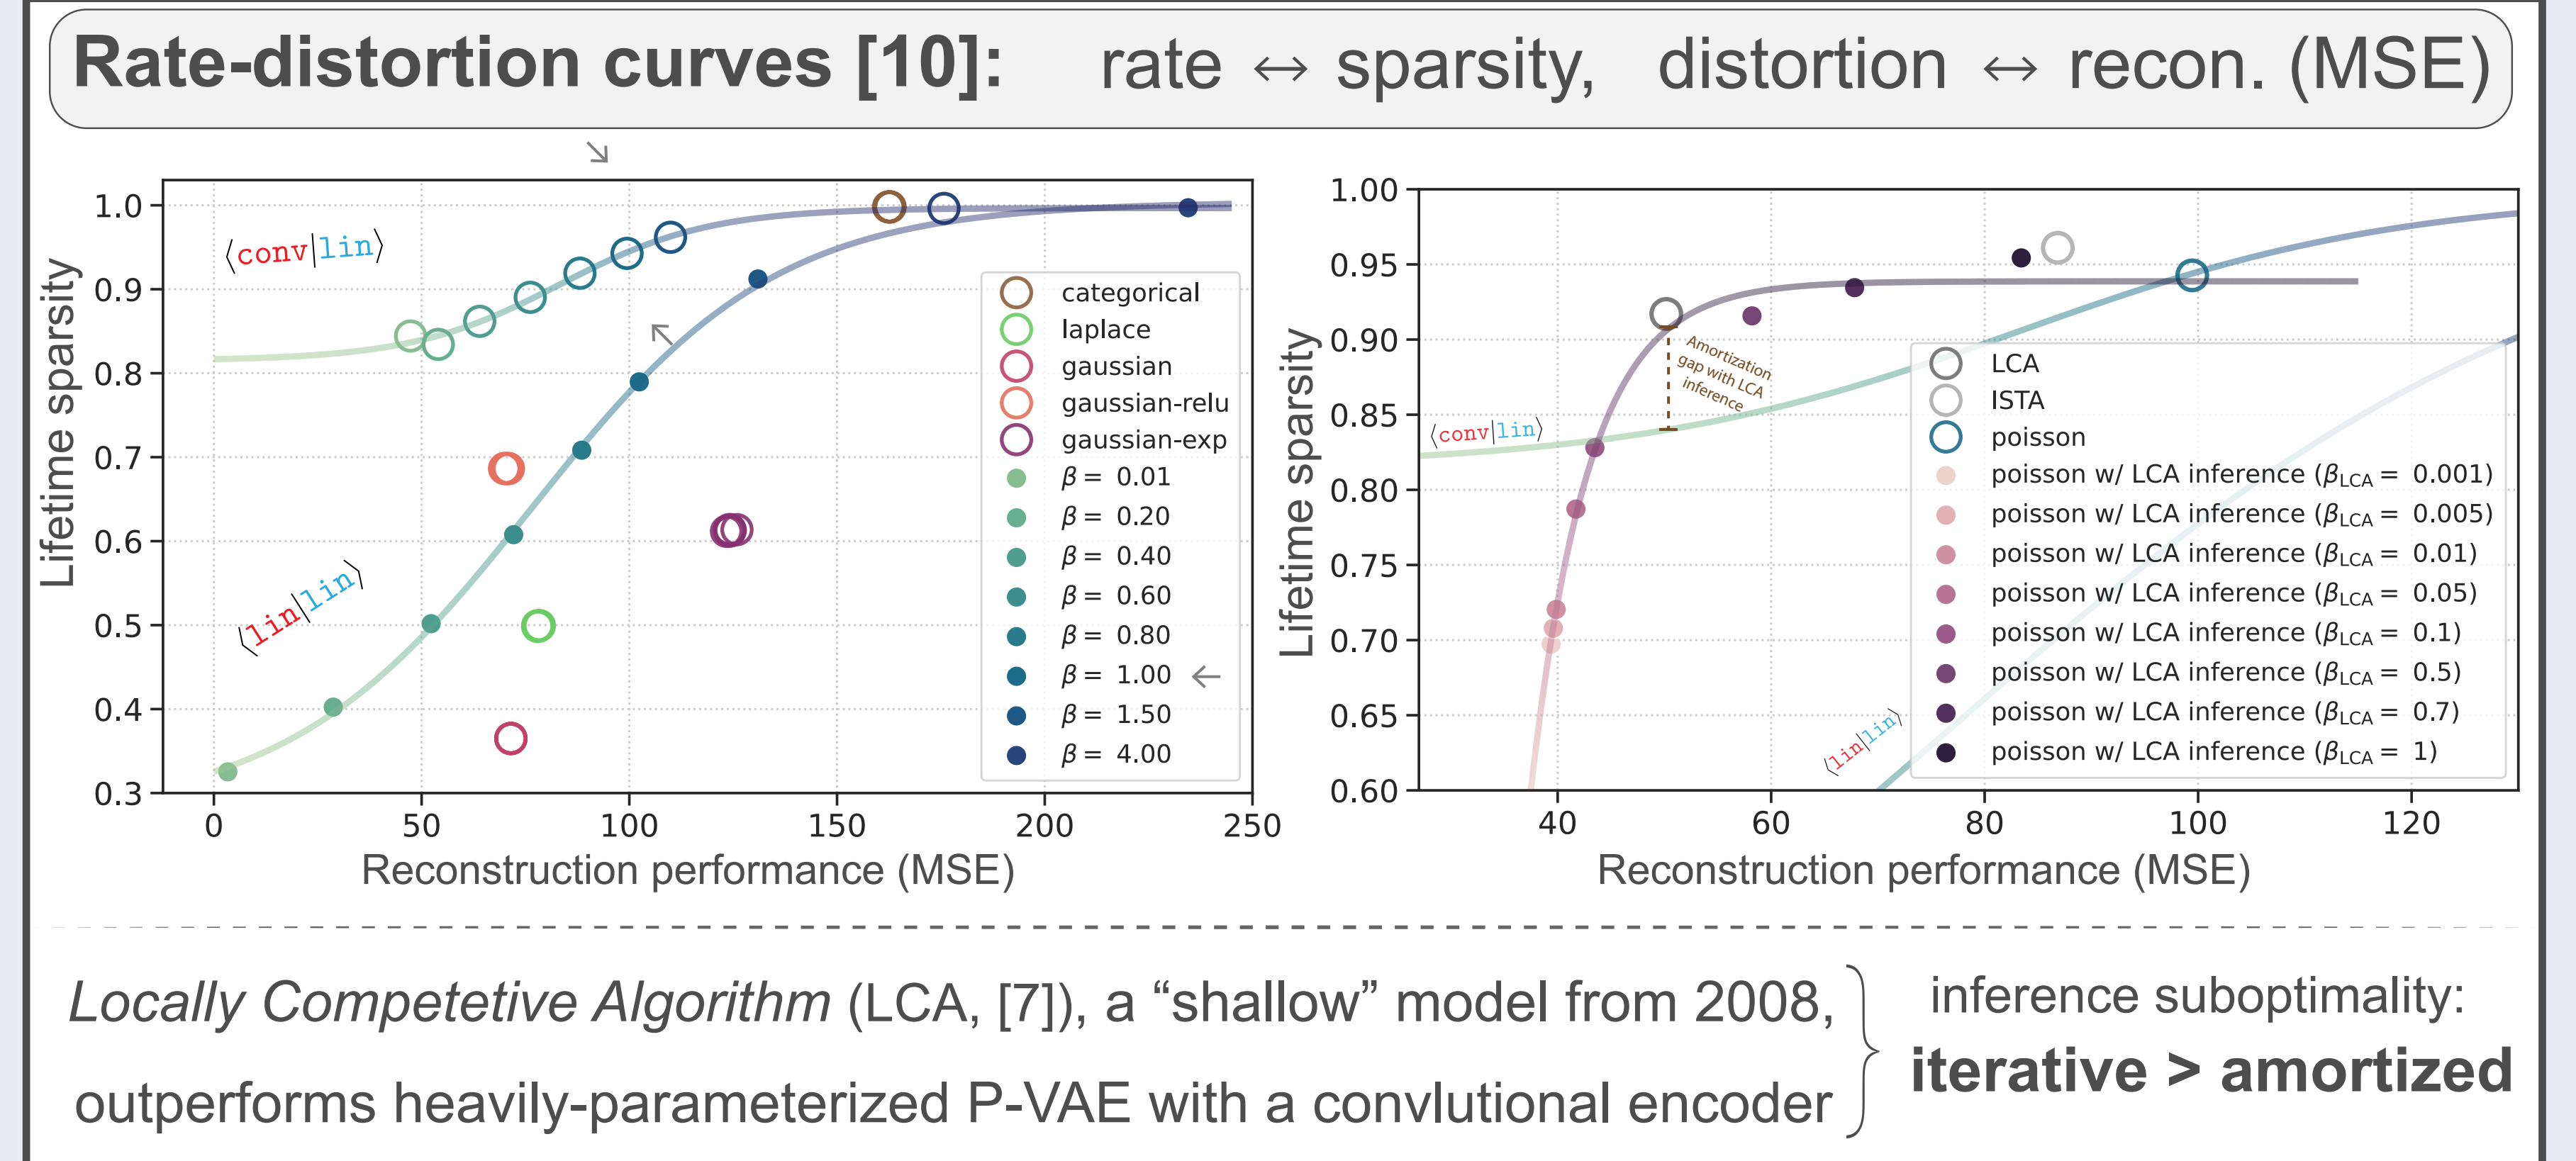 Rate-distortion curves [10]: rate ↔ sparsity, distortion ↔ recon. (MSE)
1.0
0.9
0.8
0.7
0.6
0.5
0.4
0.3
Lifetime sparsity
⟨conv|lin⟩
⟨lin|lin⟩
categorical
laplace
gaussian
gaussian-relu
gaussian-exp
β = 0.01
β = 0.20
β = 0.40
β = 0.60
β = 0.80
β = 1.00 ←
β = 1.50
β = 4.00
0 50 100 150 200 250
Reconstruction performance (MSE)
1.00
0.95
0.90
0.85
0.80
0.75
0.70
0.65
0.60
Lifetime sparsity
Amortization
gap with LCA
inference
⟨conv|lin⟩
⟨lin|lin⟩
LCA
ISTA
poisson
poisson w/ LCA inference (βLCA = 0.001)
poisson w/ LCA inference (βLCA = 0.005)
poisson w/ LCA inference (βLCA = 0.01)
poisson w/ LCA inference (βLCA = 0.05)
poisson w/ LCA inference (βLCA = 0.1)
poisson w/ LCA inference (βLCA = 0.5)
poisson w/ LCA inference (βLCA = 0.7)
poisson w/ LCA inference (βLCA = 1)
40 60 80 100 120
Reconstruction performance (MSE)
Locally Competetive Algorithm (LCA, [7]), a “shallow” model from 2008,
outperforms heavily-parameterized P-VAE with a convlutional encoder
inference suboptimality:
iterative > amortized